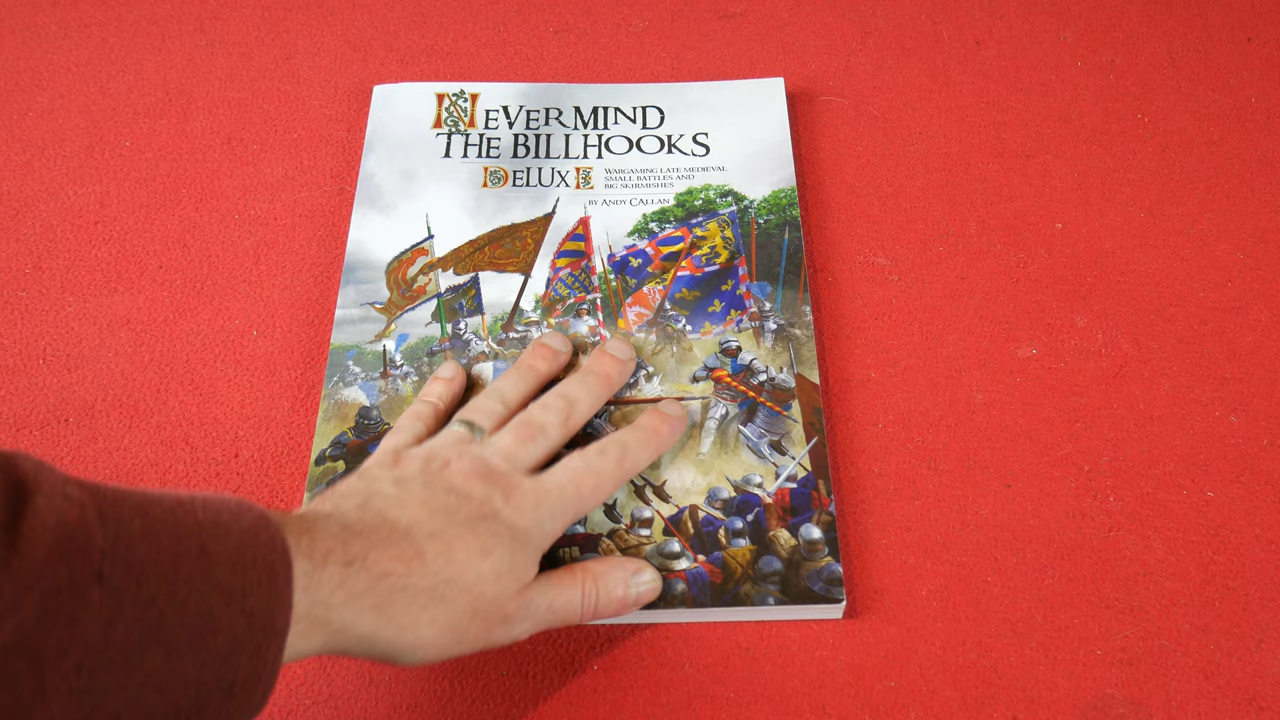 NEVERMIND
THE BILLHOOKS
DELUXE
WARGAMING LATE MEDIEVAL
SMALL BATTLES AND
BIG SKIRMISHES
BY ANDY CALLAN